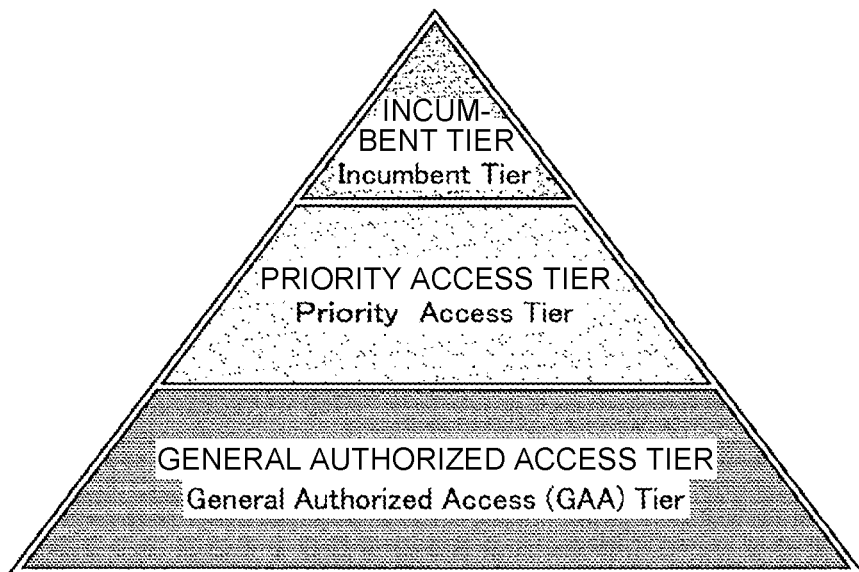 INCUM-
BENT TIER
Incumbent Tier
PRIORITY ACCESS TIER
Priority Access Tier
GENERAL AUTHORIZED ACCESS TIER
General Authorized Access (GAA) Tier